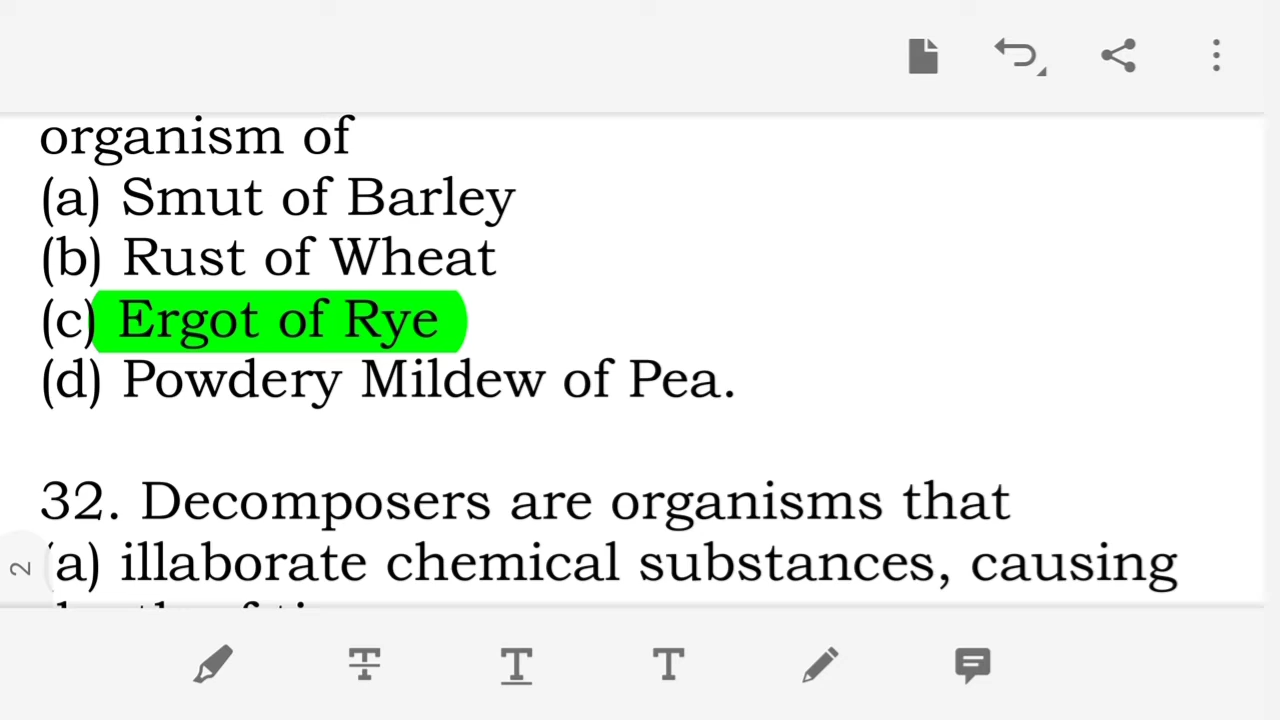 organism of
(a) Smut of Barley
(b) Rust of Wheat
(c) Ergot of Rye
(d) Powdery Mildew of Pea.
32. Decomposers are organisms that
(a) illaborate chemical substances, causing
2